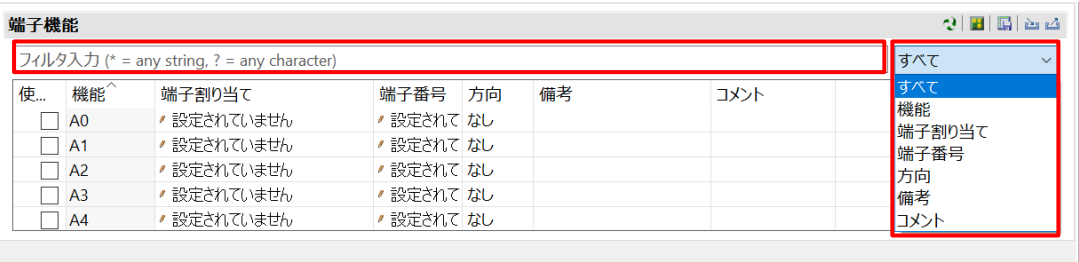 端子機能
フィルタ入力 (* = any string, ? = any character) すべて
使... 機能 端子割り当て 端子番号 方向 備考 コメント
A0 設定されていません 設定されて なし
A1 設定されていません 設定されて なし
A2 設定されていません 設定されて なし
A3 設定されていません 設定されて なし
A4 設定されていません 設定されて なし
すべて
機能
端子割り当て
端子番号
方向
備考
コメント